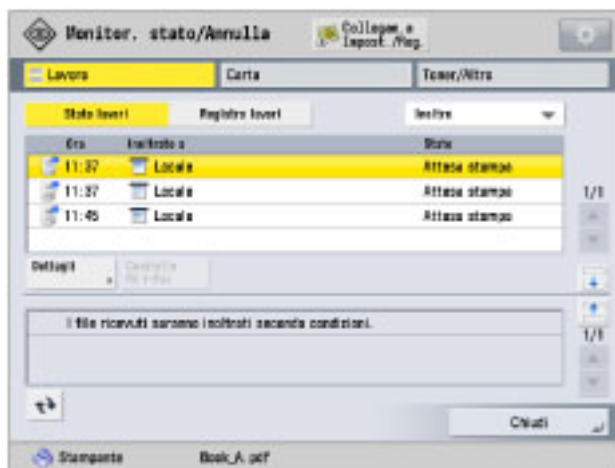 Monitor. stato/Annulla
Collegam. a
Impost./Reg.
Lavoro
Carta
Toner/Altro
Stato lavori
Registro lavori
Inoltro
Ora
Inoltrato a
Stato
11:37
Locale
Attesa stampa
11:37
Locale
Attesa stampa
11:45
Locale
Attesa stampa
1/1
Dettagli
I file ricevuti saranno inoltrati secondo condizioni.
1/1
Chiudi
Stampante
Book_A.pdf